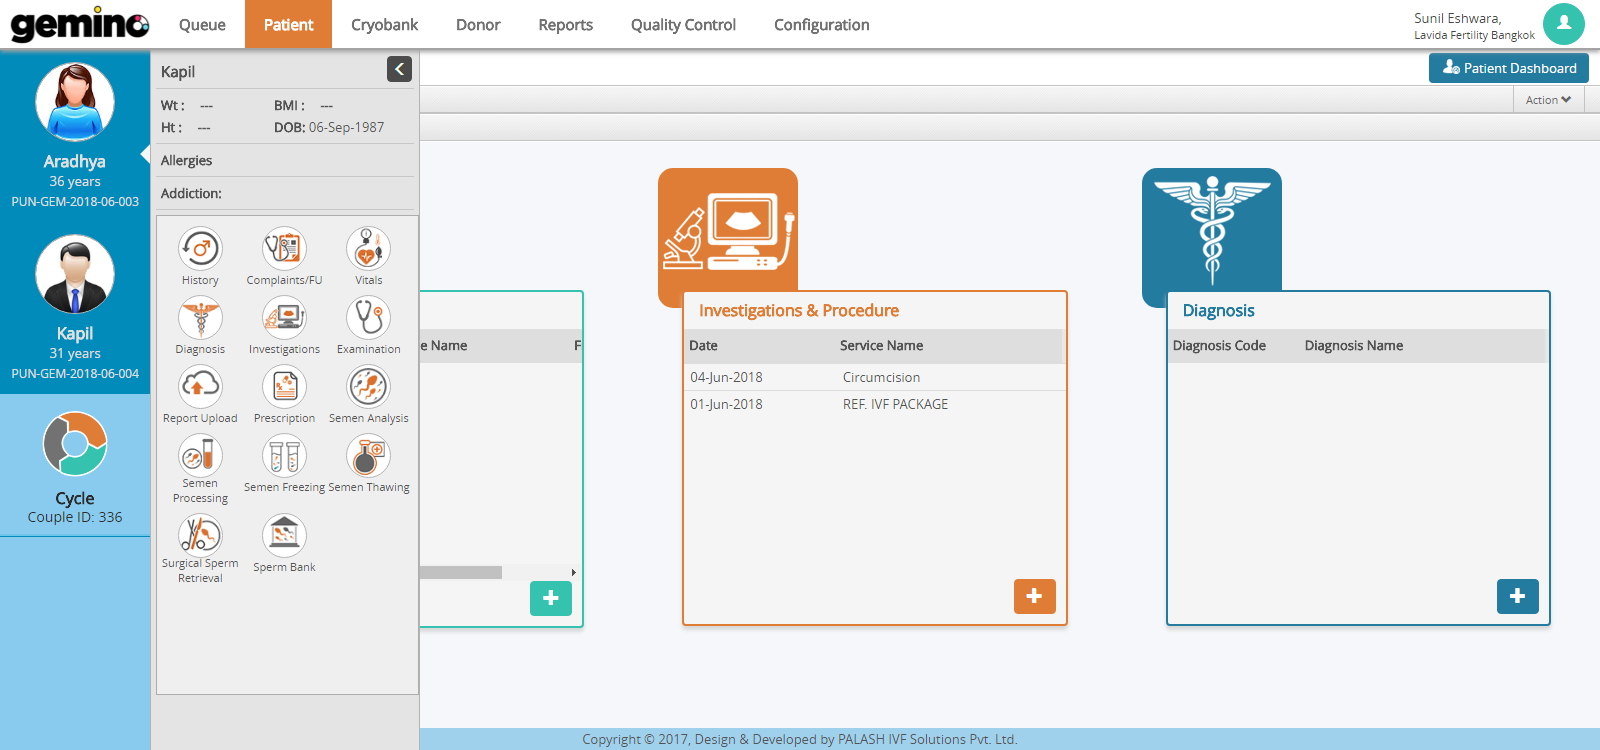 gemino
Queue
Patient
Cryobank
Donor
Reports
Quality Control
Configuration
Sunil Eshwara,
Lavida Fertility Bangkok
Aradhya
36 years
PUN-GEM-2018-06-003
Kapil
31 years
PUN-GEM-2018-06-004
Cycle
Couple ID: 336
Kapil
Wt : --- BMI : ---
Ht : --- DOB: 06-Sep-1987
Allergies
Addiction:
History
Complaints/FU
Vitals
Diagnosis
Investigations
Examination
Report Upload
Prescription
Semen Analysis
Semen
Processing
Semen Freezing
Semen Thawing
Surgical Sperm
Retrieval
Sperm Bank
Patient Dashboard
Action
e Name F
Investigations & Procedure
Date Service Name
04-Jun-2018 Circumcision
01-Jun-2018 REF. IVF PACKAGE
Diagnosis
Diagnosis Code Diagnosis Name
Copyright © 2017, Design & Developed by PALASH IVF Solutions Pvt. Ltd.